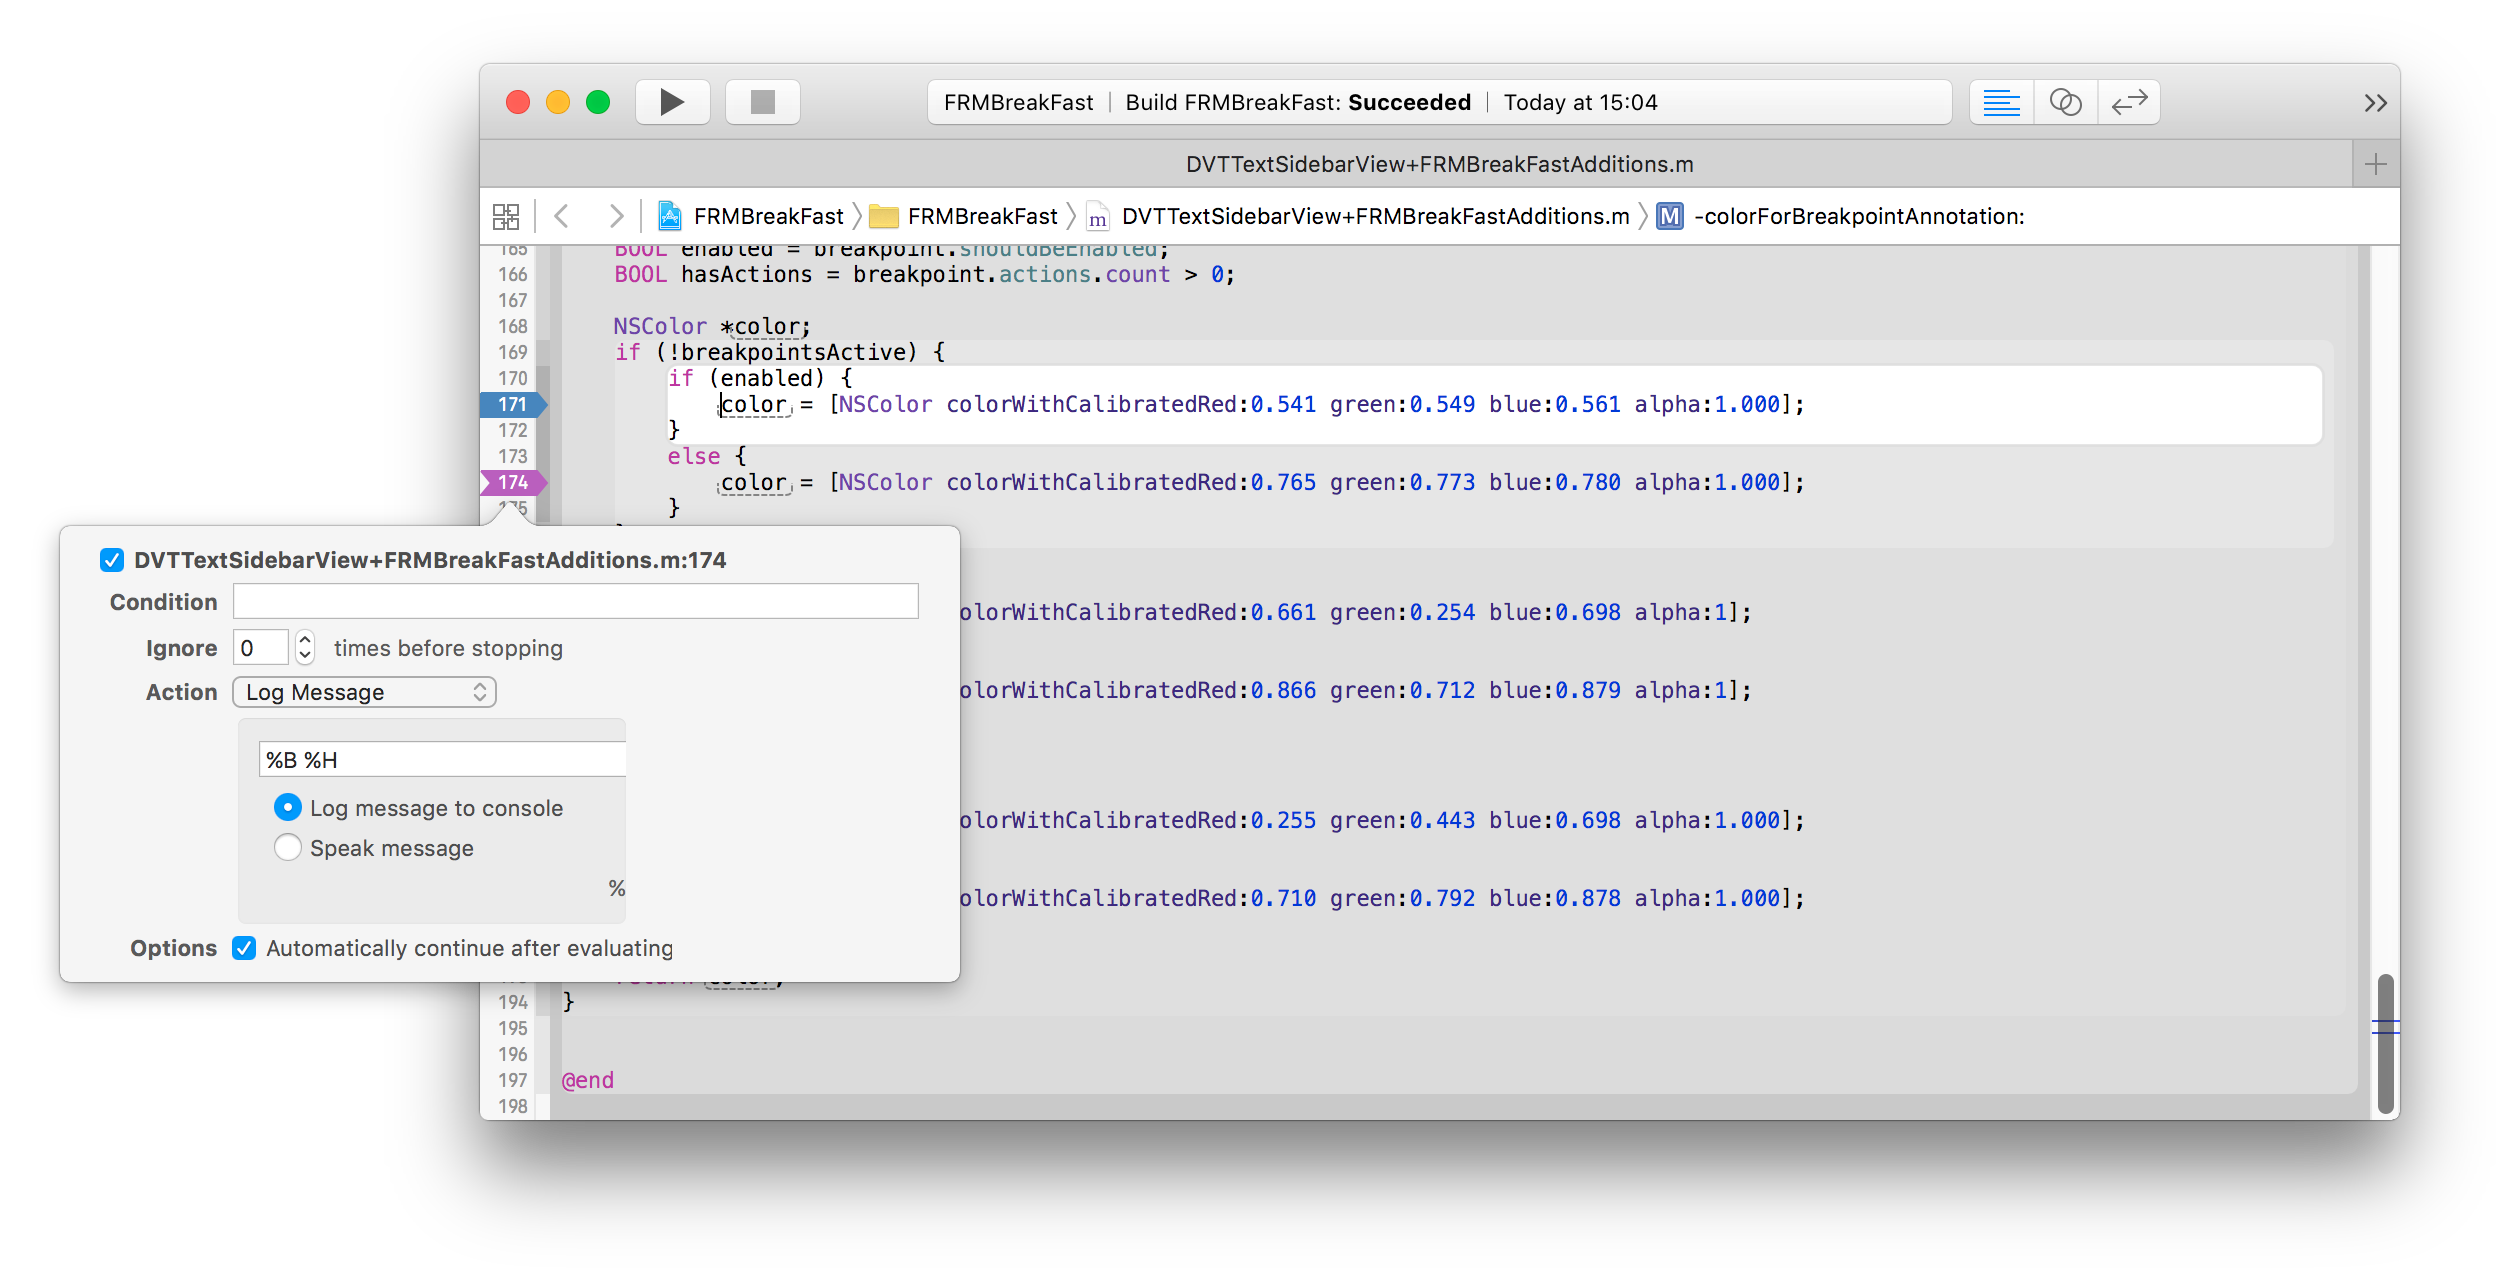 FRMBreakFast | Build FRMBreakFast: Succeeded | Today at 15:04
DVTTextSidebarView+FRMBreakFastAdditions.m
FRMBreakFast FRMBreakFast DVTTextSidebarView+FRMBreakFastAdditions.m M -colorForBreakpointAnnotation:
165 BOOL enabled = breakpoint.shouldBeEnabled;
166 BOOL hasActions = breakpoint.actions.count > 0;
167
168 NSColor *color;
169 if (!breakpointsActive) {
170 if (enabled) {
171 color = [NSColor colorWithCalibratedRed:0.541 green:0.549 blue:0.561 alpha:1.000];
172 }
173 else {
174 color = [NSColor colorWithCalibratedRed:0.765 green:0.773 blue:0.780 alpha:1.000];
175 }
DVTTextSidebarView+FRMBreakFastAdditions.m:174
Condition
Ignore 0 times before stopping
Action Log Message
%B %H
Log message to console
Speak message
%
Options Automatically continue after evaluating
olorWithCalibratedRed:0.661 green:0.254 blue:0.698 alpha:1];
olorWithCalibratedRed:0.866 green:0.712 blue:0.879 alpha:1];
olorWithCalibratedRed:0.255 green:0.443 blue:0.698 alpha:1.000];
olorWithCalibratedRed:0.710 green:0.792 blue:0.878 alpha:1.000];
return color;
194 }
195
196
197 @end
198